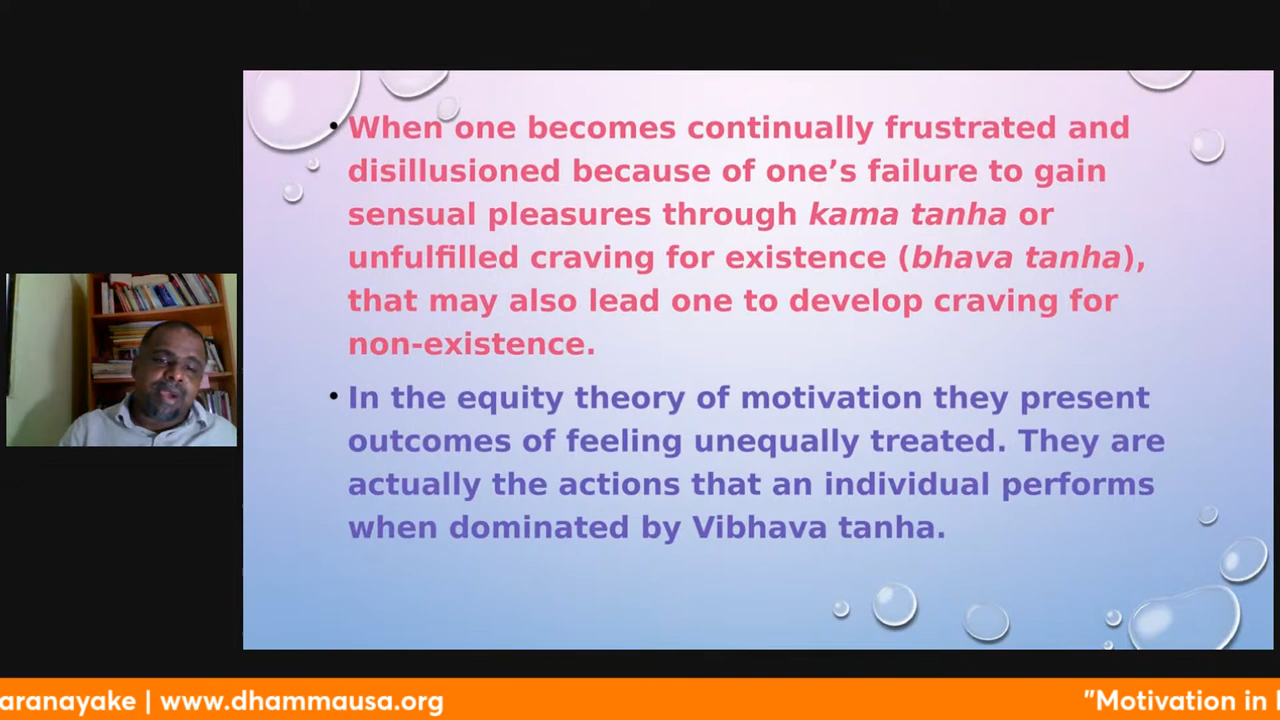 • When one becomes continually frustrated and
disillusioned because of one’s failure to gain
sensual pleasures through kama tanha or
unfulfilled craving for existence (bhava tanha),
that may also lead one to develop craving for
non-existence.
• In the equity theory of motivation they present
outcomes of feeling unequally treated. They are
actually the actions that an individual performs
when dominated by Vibhava tanha.
aranayake | www.dhammausa.org
"Motivation in